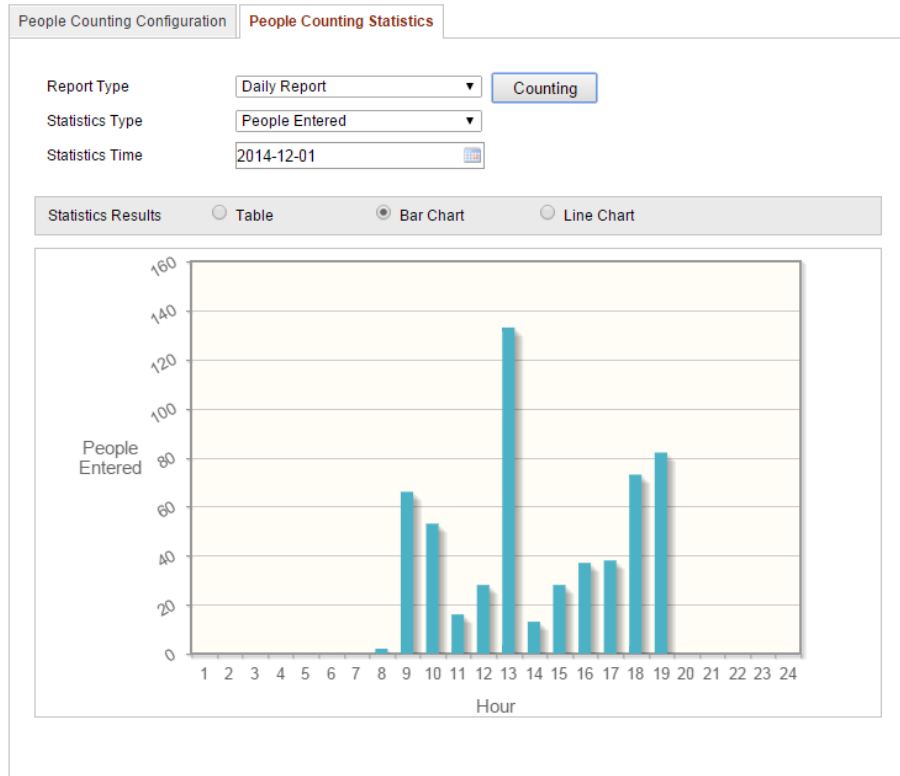 People Counting Configuration People Counting Statistics
Report Type Daily Report Counting
Statistics Type People Entered
Statistics Time 2014-12-01
Statistics Results Table Bar Chart Line Chart
160
140
120
100
People
Entered
80
60
40
20
0
1 2 3 4 5 6 7 8 9 10 11 12 13 14 15 16 17 18 19 20 21 22 23 24
Hour